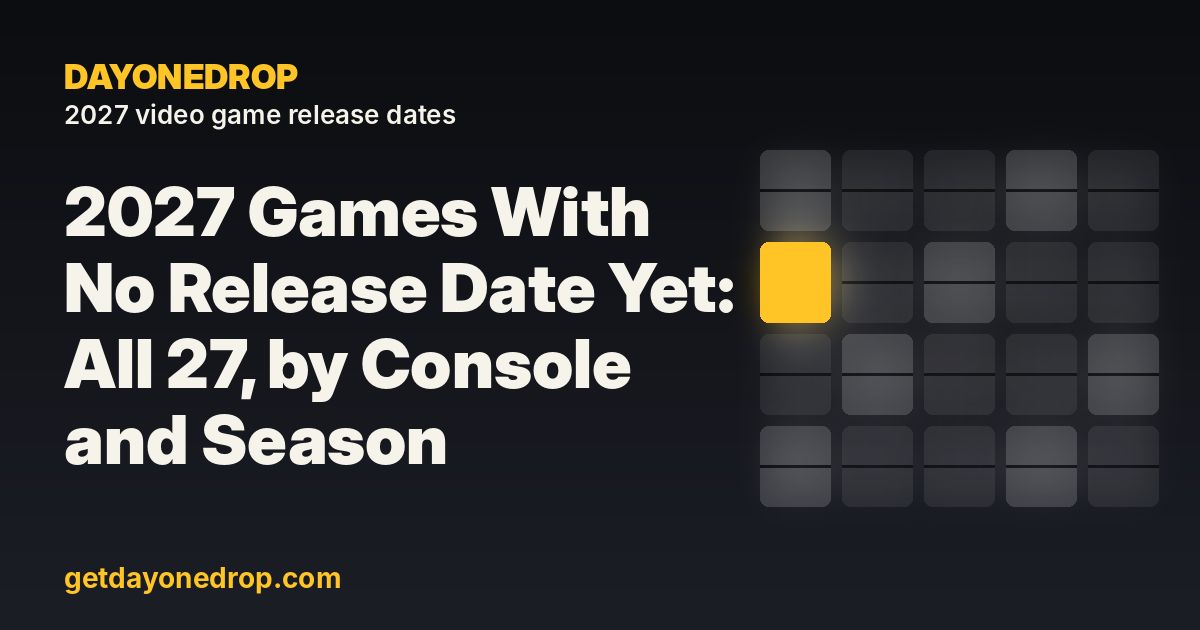 DAYONEDROP
2027 video game release dates
2027 Games With
No Release Date Yet:
All 27, by Console
and Season
getdayonedrop.com